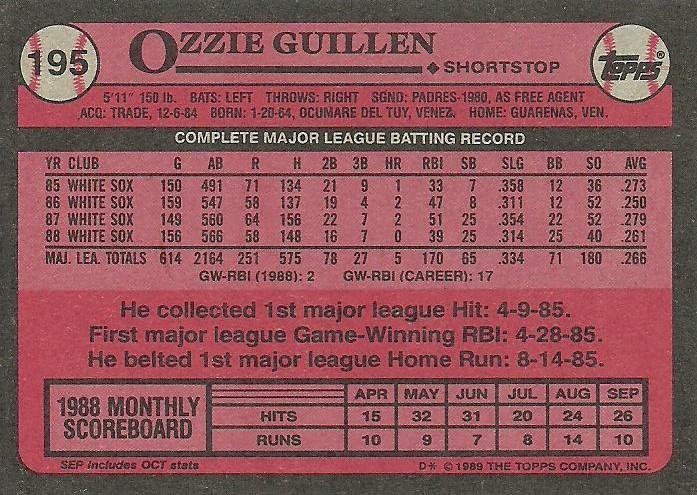 195
OZZIE GUILLEN
SHORTSTOP
TOPPS
5'11" 150 lb. BATS: LEFT THROWS: RIGHT SGND: PADRES-1980, AS FREE AGENT
ACQ: TRADE, 12-6-84 BORN: 1-20-64, OCUMARE DEL TUY, VENEZ. HOME: GUARENAS, VEN.
COMPLETE MAJOR LEAGUE BATTING RECORD
YR CLUB G AB R H 2B 3B HR RBI SB SLG BB SO AVG
85 WHITE SOX 150 491 71 134 21 9 1 33 7 .358 12 36 .273
86 WHITE SOX 159 547 58 137 19 4 2 47 8 .311 12 52 .250
87 WHITE SOX 149 560 64 156 22 7 2 51 25 .354 22 52 .279
88 WHITE SOX 156 566 58 148 16 7 0 39 25 .314 25 40 .261
MAJ. LEA. TOTALS 614 2164 251 575 78 27 5 170 65 .334 71 180 .266
GW-RBI (1988): 2 GW-RBI (CAREER): 17
He collected 1st major league Hit: 4-9-85.
First major league Game-Winning RBI: 4-28-85.
He belted 1st major league Home Run: 8-14-85.
1988 MONTHLY
SCOREBOARD
APR MAY JUN JUL AUG SEP
HITS 15 32 31 20 24 26
RUNS 10 9 7 8 14 10
SEP includes OCT stats
D* © 1989 THE TOPPS COMPANY, INC.